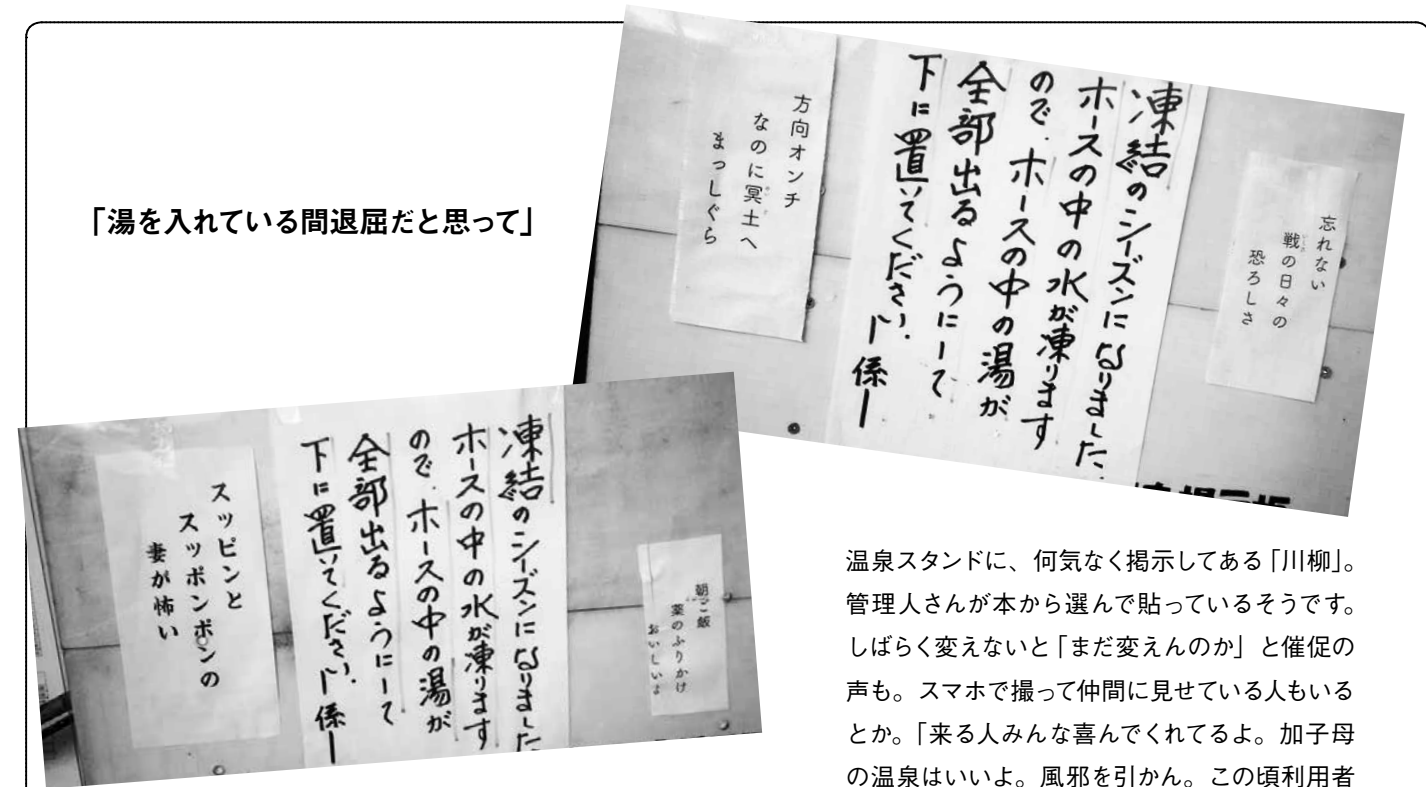 「湯を入れている間退屈だと思って」
忘れない
戦の日々の
恐ろしさ
凍結のシーズンになりました
ホースの中の水が凍ります
ので、ホースの中の湯が
全部出るようにして
下に置いてください。
ー係ー
方向オンチ
なのに冥土へ
まっしぐら
朝ご飯
薬のふりかけ
おいしいよ
凍結のシーズンになりました
ホースの中の水が凍ります
ので、ホースの中の湯が
全部出るようにして
下に置いてください。
ー係ー
スッピンと
スッポンポンの
妻が怖い
温泉スタンドに、何気なく掲示してある「川柳」。
管理人さんが本から選んで貼っているそうです。
しばらく変えないと「まだ変えんのか」と催促の
声も。スマホで撮って仲間に見せている人もいる
とか。「来る人みんな喜んでくれてるよ。加子母
の温泉はいいよ。風邪を引かん。この頃利用者